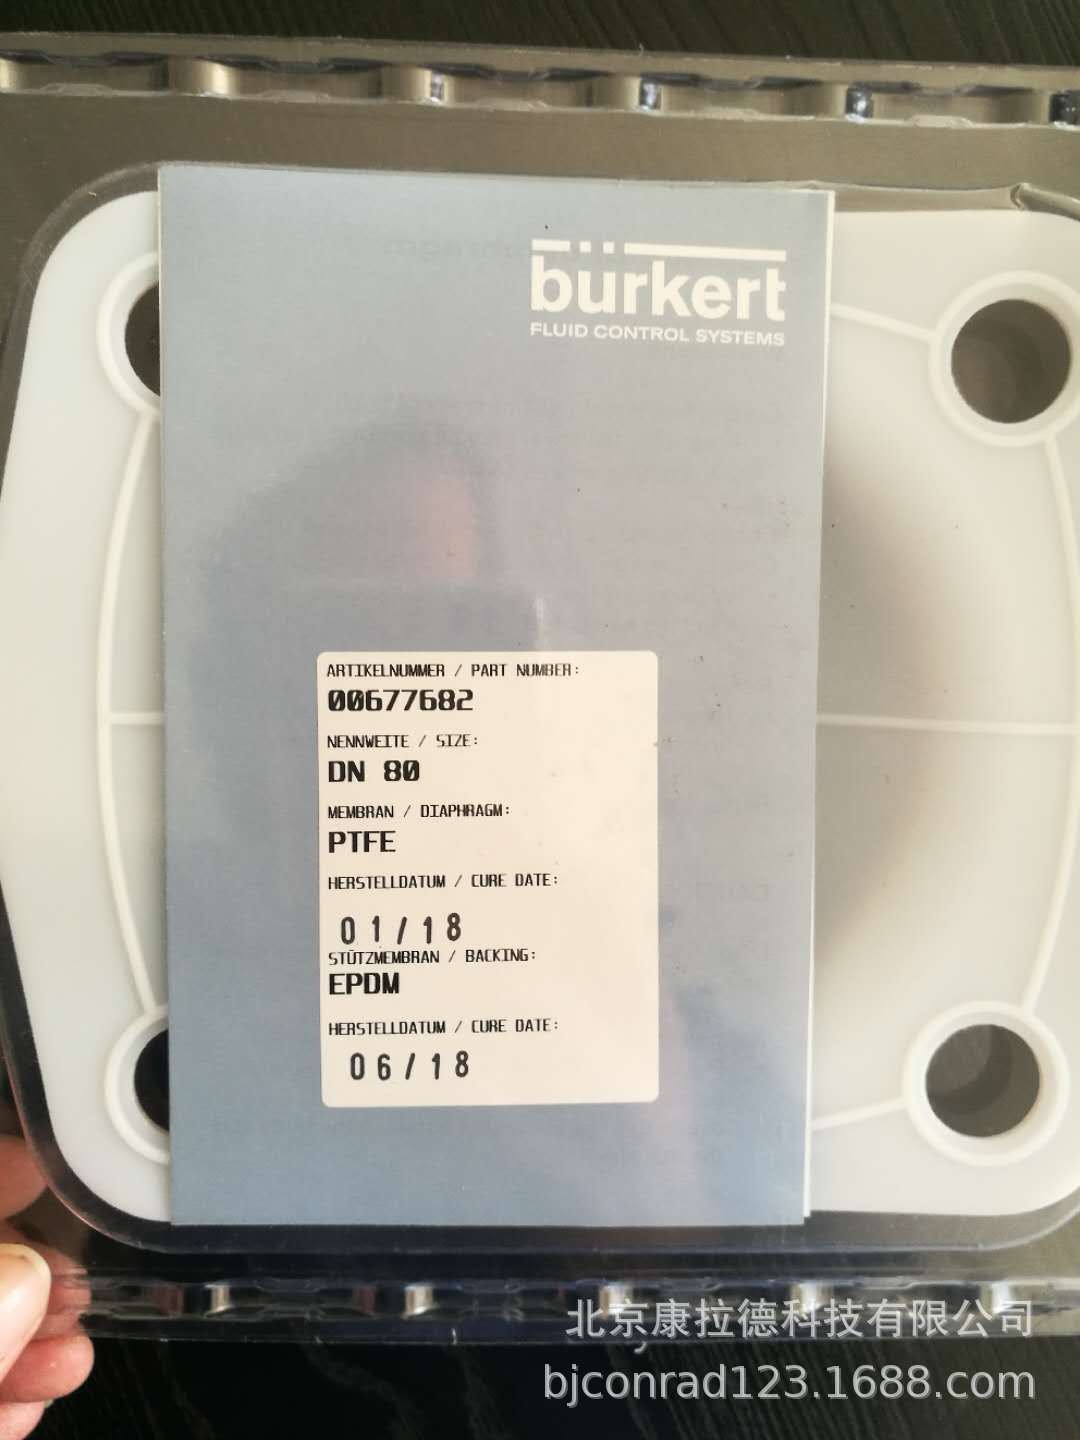 bürkert
FLUID CONTROL SYSTEMS
ARTIKELNUMMER / PART NUMBER:
00677682
NENNWEITE / SIZE:
DN 80
MEMBRAN / DIAPHRAGM:
PTFE
HERSTELLDATUM / CURE DATE:
01/18
STÜTZMEMBRAN / BACKING:
EPDM
HERSTELLDATUM / CURE DATE:
06/18
北京康拉德科技有限公司
bjconrad123.1688.com